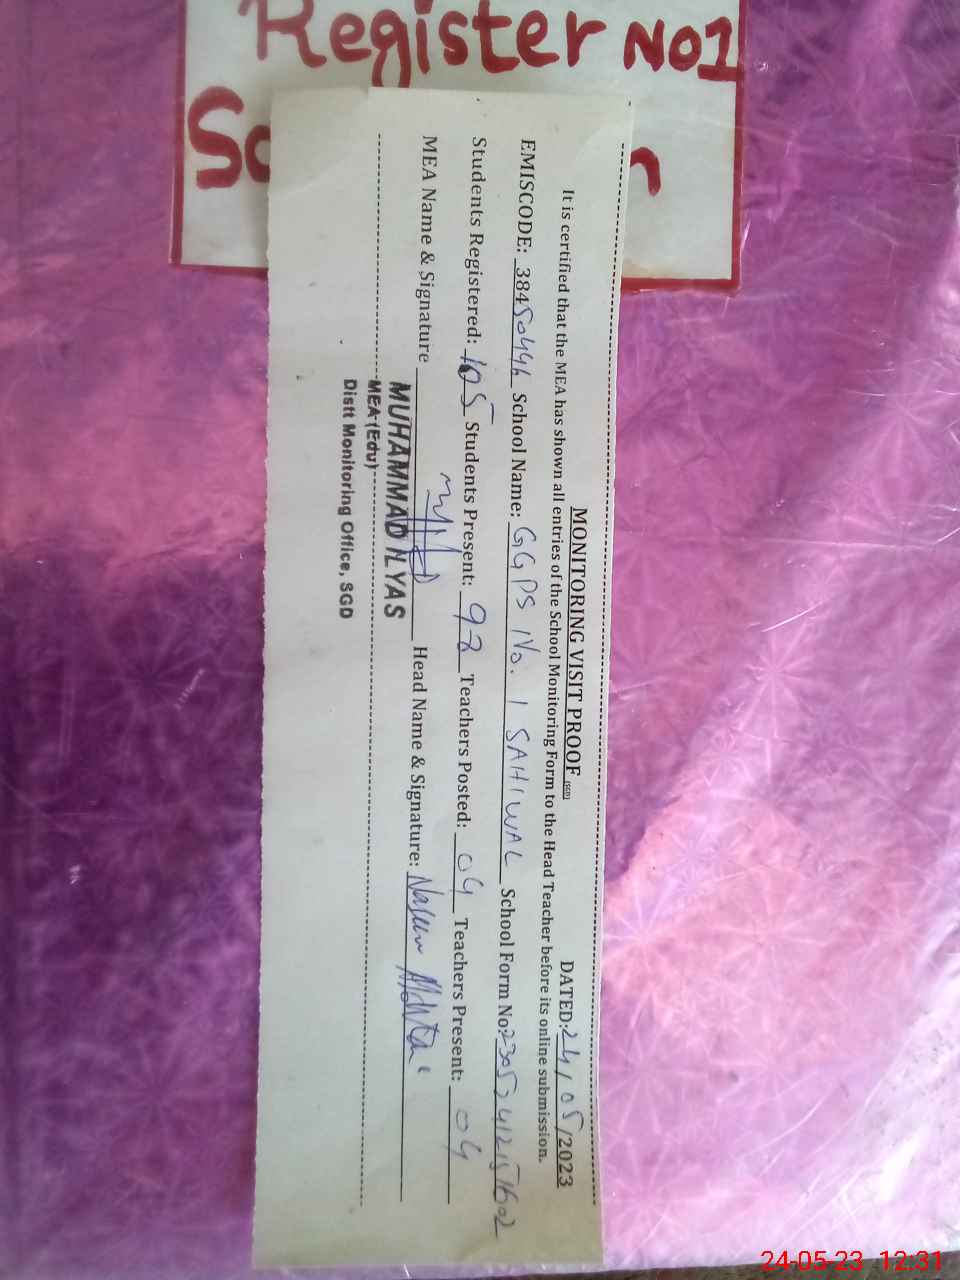 Register No1
MONITORING VISIT PROOF (SGD)
DATED: 24/05/2023
It is certified that the MEA has shown all entries of the School Monitoring Form to the Head Teacher before its online submission.
EMISCODE: 38450496 School Name: GGPS No. 1 SAHIWAL School Form No:
Students Registered: 105 Students Present: 98 Teachers Posted: 04 Teachers Present: 04
MEA Name & Signature Head Name & Signature:
MUHAMMAD ILYAS
MEA (Edu)
Distt Monitoring Office, SGD
24-05-23 12:31